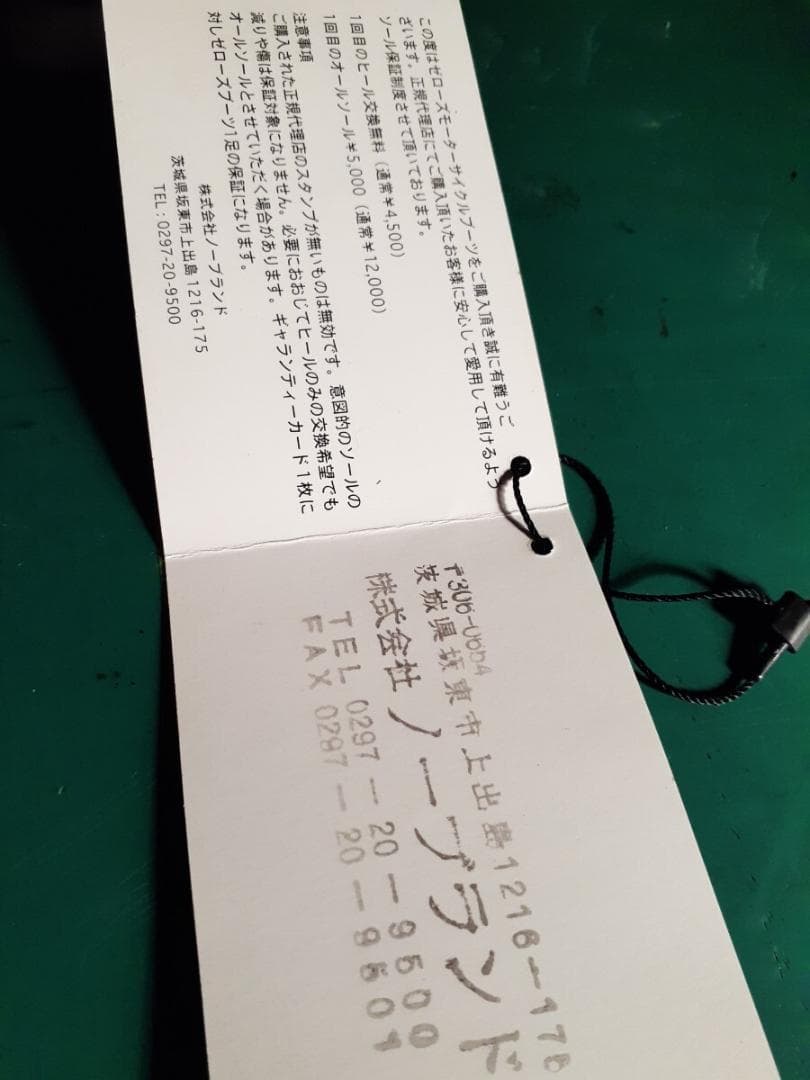 この度はゼローズモーターサイクルブーツをご購入頂き誠に有難うご
ざいます。正規代理店にてご購入頂いたお客様に安心して愛用して頂けるよう
ソール保証制度させて頂いております。
1回目のヒール交換無料（通常￥4,500）
1回目のオールソール￥5,000（通常￥12,000）
注意事項
ご購入された正規代理店のスタンプが無いものは無効です。意図的のソールの
減りや傷は保証対象になりません。必要におおじてヒールのみの交換希望でも
オールソールとさせていただく場合があります。ギャランティーカード1枚に
対しゼローズブーツ1足の保証になります。
株式会社ノーブランド
茨城県坂東市上出島1216-175
TEL：0297-20-9500
〒306-0654
茨城県坂東市上出島1216-175
株式会社ノーブランド
TEL 0297-20-9500
FAX 0297-20-9501